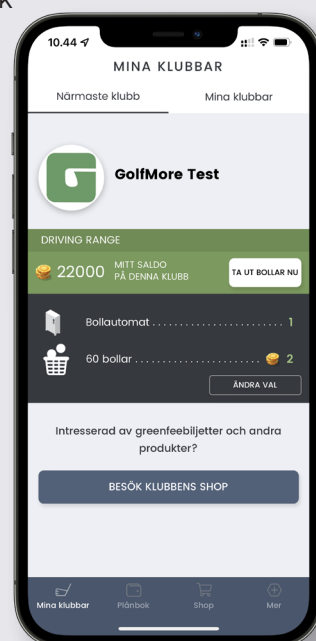 K
10.44
MINA KLUBBAR
Närmaste klubb Mina klubbar
GolfMore Test
DRIVING RANGE
22000 MITT SALDO
PÅ DENNA KLUBB
TA UT BOLLAR NU
Bollautomat . . . . . . . . . . . . . . . . . . . . . . . . 1
60 bollar . . . . . . . . . . . . . . . . . . . . 2
ÄNDRA VAL
Intresserad av greenfeebiljetter och andra
produkter?
BESÖK KLUBBENS SHOP
Mina klubbar Plånbok Shop Mer